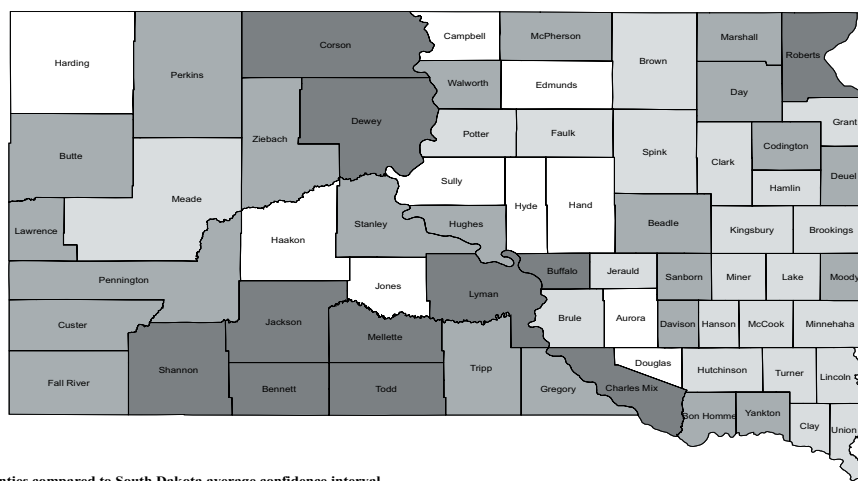 Harding
Perkins
Corson
Campbell
McPherson
Brown
Marshall
Roberts
Walworth
Edmunds
Day
Grant
Butte
Ziebach
Dewey
Potter
Faulk
Spink
Clark
Codington
Hamlin
Deuel
Meade
Sully
Hyde
Hand
Lawrence
Haakon
Stanley
Hughes
Beadle
Kingsbury
Brookings
Pennington
Jones
Lyman
Buffalo
Jerauld
Sanborn
Miner
Lake
Moody
Custer
Jackson
Mellette
Brule
Aurora
Davison
Hanson
McCook
Minnehaha
Fall River
Shannon
Bennett
Todd
Tripp
Gregory
Charles Mix
Douglas
Hutchinson
Turner
Lincoln
Bon Homme
Yankton
Clay
Union
compared to South Dakota average confidence interval